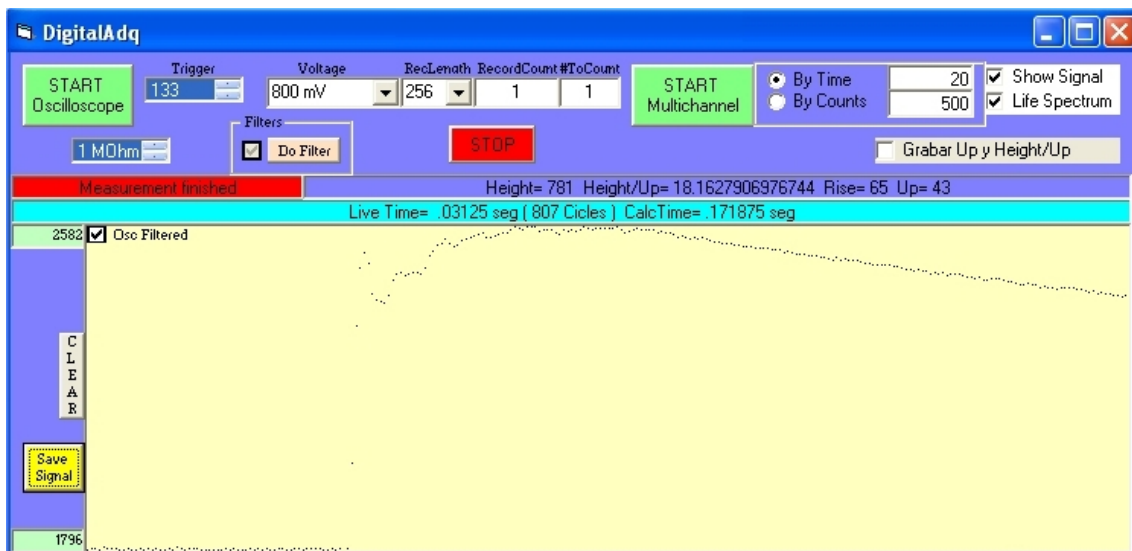 DigitalAdq
Trigger Voltage RecLength RecordCount #ToCount
START Oscilloscope
133
800 mV
256
1
1
START Multichannel
By Time 20
By Counts 500
Show Signal
Life Spectrum
1 MOhm
Filters
Do Filter
STOP
Grabar Up y Height/Up
Measurement finished
Height= 781 Height/Up= 18.1627906976744 Rise= 65 Up= 43
Live Time= .03125 seg ( 807 Cicles ) CalcTime= .171875 seg
2582
Osc Filtered
CLEAR
Save
Signal
1796